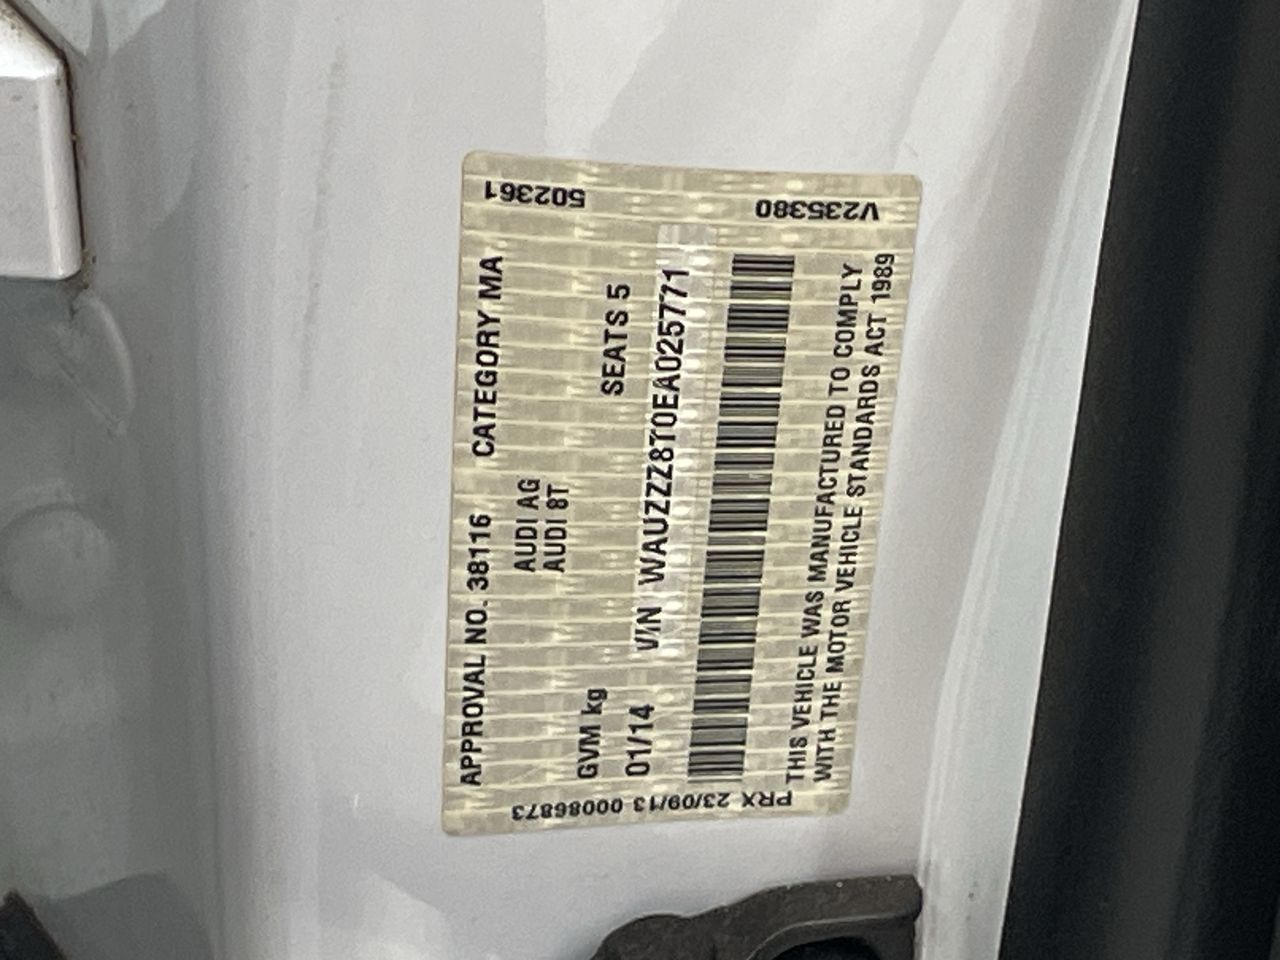 APPROVAL NO. 38116 CATEGORY MA
AUDI AG
AUDI 8T
GVM kg SEATS 5
01/14 VIN WAUZZZ8T0EA025771
THIS VEHICLE WAS MANUFACTURED TO COMPLY
WITH THE MOTOR VEHICLE STANDARDS ACT 1989
502361
V235380
PRX 23/09/13 00086873